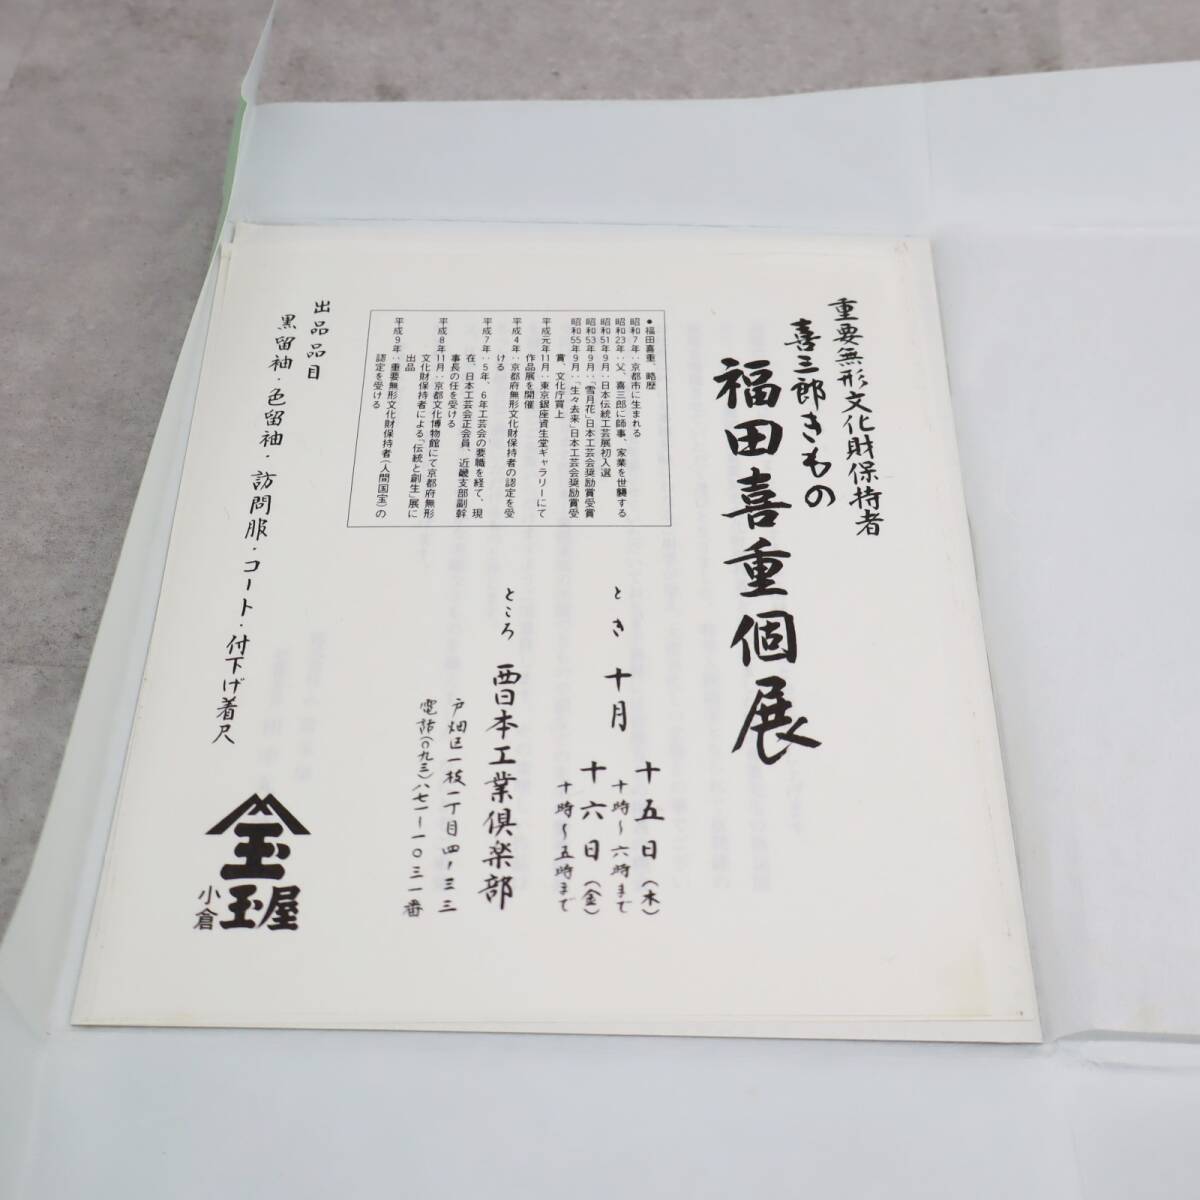 重要無形文化財保持者
喜三郎きもの
福田喜重個展
とき 十月
十五日(木)
十時〜六時まで
十六日(金)
十時〜五時まで
ところ 西日本工業倶楽部
戸畑区一枝一丁目四ノ三三
電話(〇九三)八七一ー一〇三一番
●福田喜重、略歴
昭和7年‥京都市に生まれる
昭和23年‥父、喜三郎に師事、家業を世襲する
昭和51年9月‥日本伝統工芸展初入選
昭和53年9月‥「雪月花」日本工芸会奨励賞受賞
昭和55年9月‥「生々去来」日本工芸会奨励賞受
賞、文化庁買上
平成元年11月‥東京銀座資生堂ギャラリーにて
作品展を開催
平成4年‥京都府無形文化財保持者の認定を受
ける
平成7年‥5年、6年工芸会の要職を経て、現
在、日本工芸会正会員、近畿支部副幹
事長の任を受ける
平成8年11月‥京都文化博物館にて京都府無形
文化財保持者による「伝統と創生」展に
出品
平成9年‥重要無形文化財保持者(人間国宝)の
認定を受ける
出品品目
黒留袖・色留袖・訪問服・コート・付下げ着尺
玉
小倉 玉屋